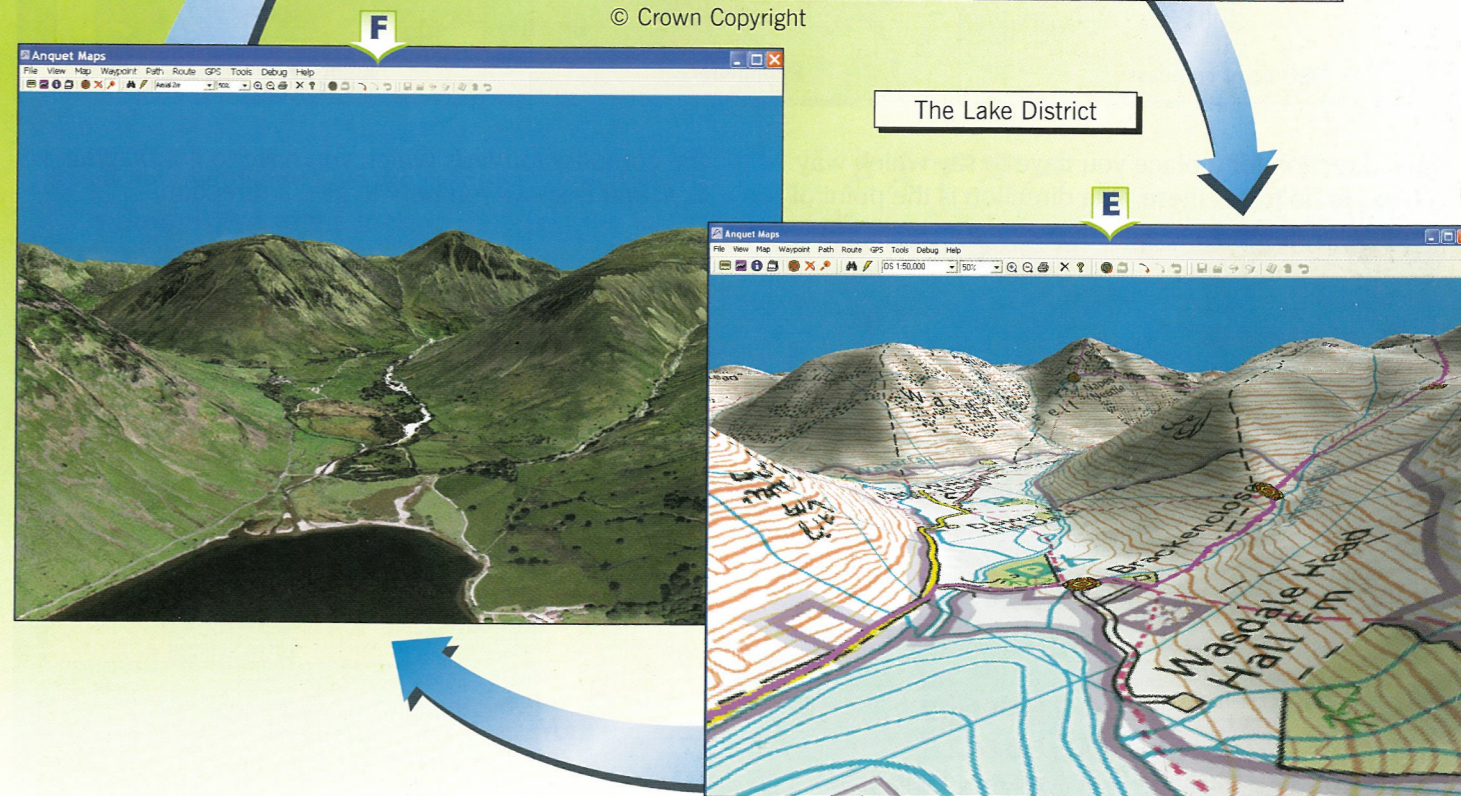 © Crown Copyright
F
Anquet Maps
File View Map Waypoint Path Route GPS Tools Debug Help
50%
The Lake District
E
Anquet Maps
File View Map Waypoint Path Route GPS Tools Debug Help
OS 1:50,000 50%
Brackenclose
Wasdale Head
Hall Fm